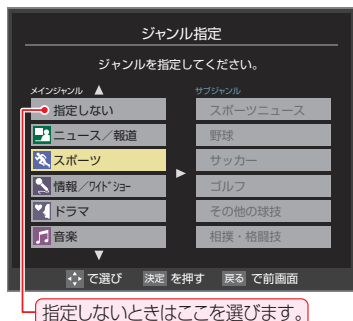 ジャンル指定
ジャンルを指定してください。
メインジャンル ▲
指定しない
ニュース／報道
スポーツ
情報／ワイドショー
ドラマ
音楽
▼
▶
サブジャンル
スポーツニュース
野球
サッカー
ゴルフ
その他の球技
相撲・格闘技
で選び 決定 を押す 戻る で前画面
指定しないときはここを選びます。